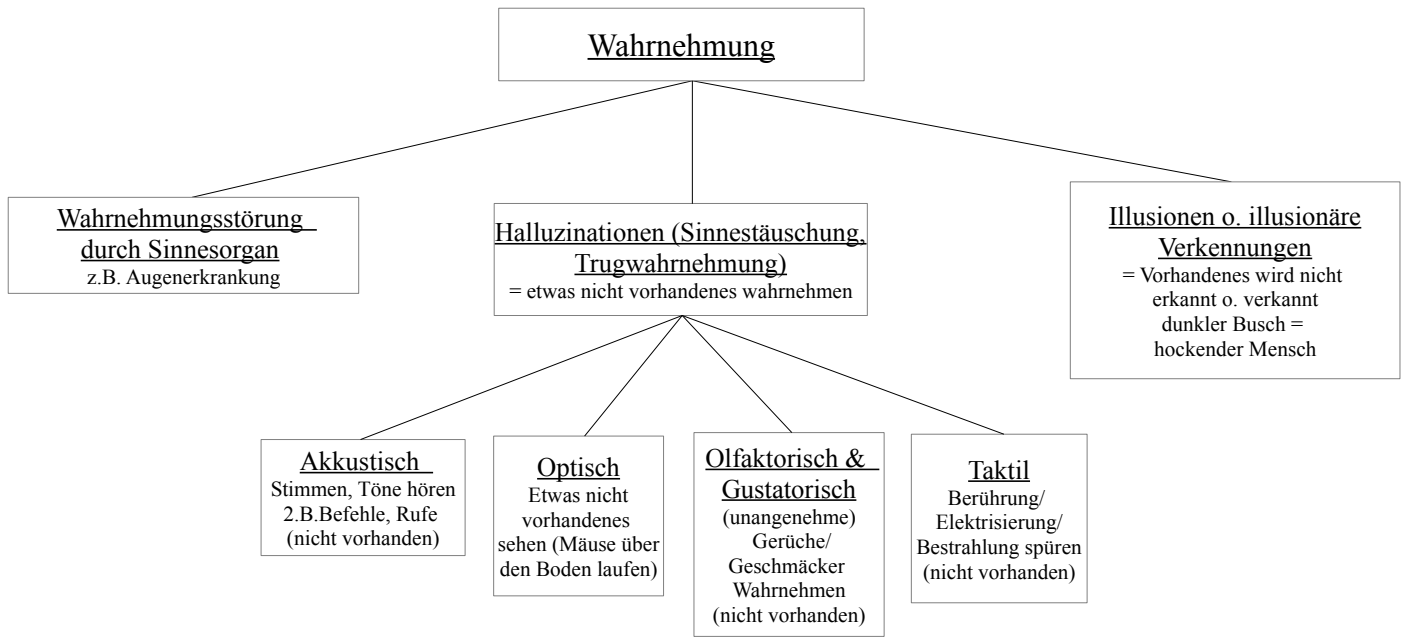 Wahrnehmung
Wahrnehmungsstörung
durch Sinnesorgan
z.B. Augenerkrankung
Halluzinationen (Sinnestäuschung,
Trugwahrnehmung)
= etwas nicht vorhandenes wahrnehmen
Illusionen o. illusionäre
Verkennungen
= Vorhandenes wird nicht
erkannt o. verkannt
dunkler Busch =
hockender Mensch
Akkustisch
Stimmen, Töne hören
2.B.Befehle, Rufe
(nicht vorhanden)
Optisch
Etwas nicht
vorhandenes
sehen (Mäuse über
den Boden laufen)
Olfaktorisch &
Gustatorisch
(unangenehme)
Gerüche/
Geschmäcker
Wahrnehmen
(nicht vorhanden)
Taktil
Berührung/
Elektrisierung/
Bestrahlung spüren
(nicht vorhanden)